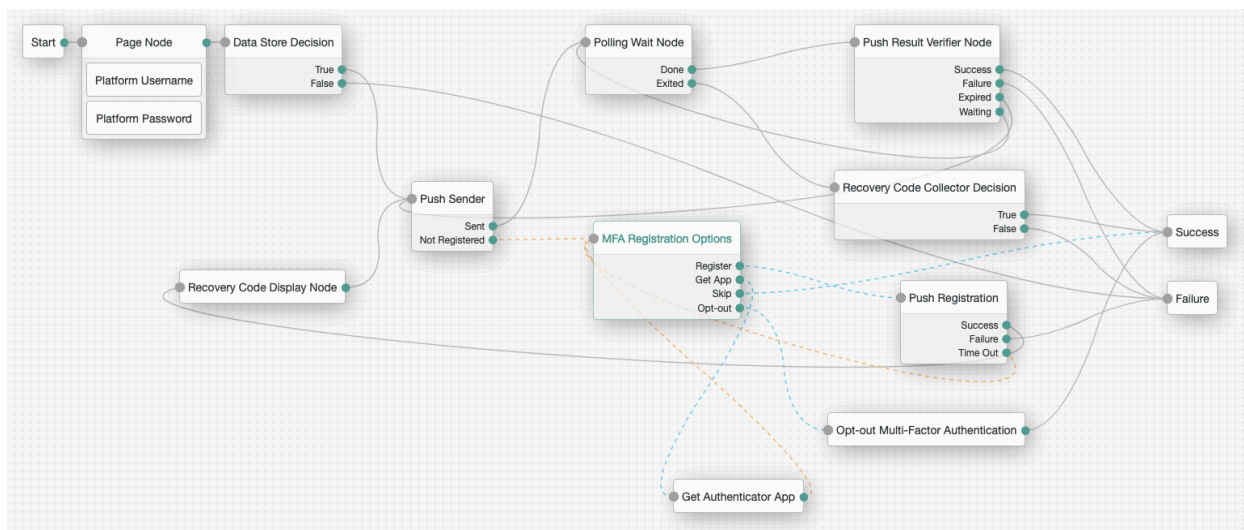 Start
Page Node
Platform Username
Platform Password
Data Store Decision
True
False
Push Sender
Sent
Not Registered
Recovery Code Display Node
Polling Wait Node
Done
Exited
Push Result Verifier Node
Success
Failure
Expired
Waiting
Recovery Code Collector Decision
True
False
MFA Registration Options
Register
Get App
Skip
Opt-out
Push Registration
Success
Failure
Time Out
Opt-out Multi-Factor Authentication
Get Authenticator App
Success
Failure